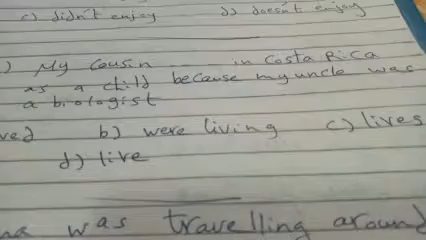 c) didn't enjoy d) doesn't enjoy
) My Cousin in Costa Rica
as a child because my uncle was
a biologist
ved b) were living c) lives
d) live
was travelling around